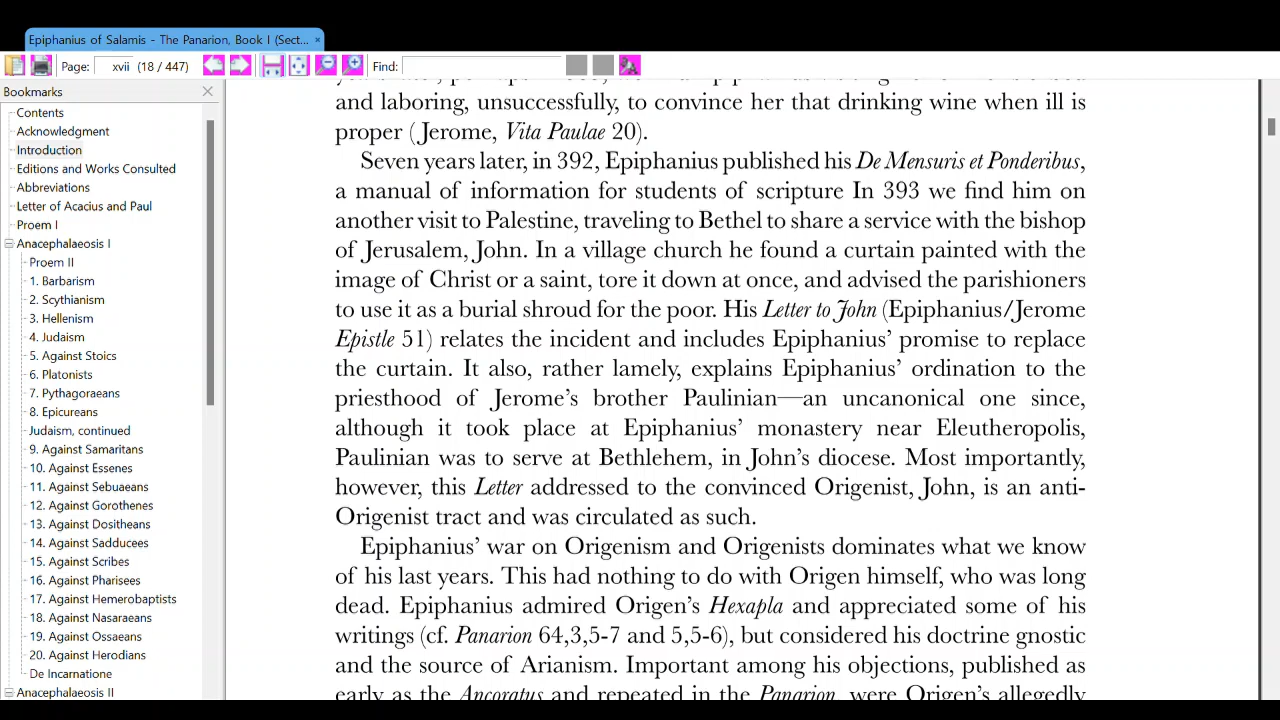 Epiphanius of Salamis - The Panarion, Book I (Sect...
Page: xvii (18 / 447) Find:
Bookmarks
Contents
Acknowledgment
Introduction
Editions and Works Consulted
Abbreviations
Letter of Acacius and Paul
Proem I
Anacephalaeosis I
Proem II
1. Barbarism
2. Scythianism
3. Hellenism
4. Judaism
5. Against Stoics
6. Platonists
7. Pythagoraeans
8. Epicureans
Judaism, continued
9. Against Samaritans
10. Against Essenes
11. Against Sebuaeans
12. Against Gorothenes
13. Against Dositheans
14. Against Sadducees
15. Against Scribes
16. Against Pharisees
17. Against Hemerobaptists
18. Against Nasaraeans
19. Against Ossaeans
20. Against Herodians
De Incarnatione
Anacephalaeosis II
and laboring, unsuccessfully, to convince her that drinking wine when ill is
proper (Jerome, Vita Paulae 20).
Seven years later, in 392, Epiphanius published his De Mensuris et Ponderibus,
a manual of information for students of scripture In 393 we find him on
another visit to Palestine, traveling to Bethel to share a service with the bishop
of Jerusalem, John. In a village church he found a curtain painted with the
image of Christ or a saint, tore it down at once, and advised the parishioners
to use it as a burial shroud for the poor. His Letter to John (Epiphanius/Jerome
Epistle 51) relates the incident and includes Epiphanius’ promise to replace
the curtain. It also, rather lamely, explains Epiphanius’ ordination to the
priesthood of Jerome’s brother Paulinian—an uncanonical one since,
although it took place at Epiphanius’ monastery near Eleutheropolis,
Paulinian was to serve at Bethlehem, in John’s diocese. Most importantly,
however, this Letter addressed to the convinced Origenist, John, is an anti-
Origenist tract and was circulated as such.
Epiphanius’ war on Origenism and Origenists dominates what we know
of his last years. This had nothing to do with Origen himself, who was long
dead. Epiphanius admired Origen’s Hexapla and appreciated some of his
writings (cf. Panarion 64,3,5-7 and 5,5-6), but considered his doctrine gnostic
and the source of Arianism. Important among his objections, published as
early as the Ancoratus and repeated in the Panarion, were Origen’s allegedly